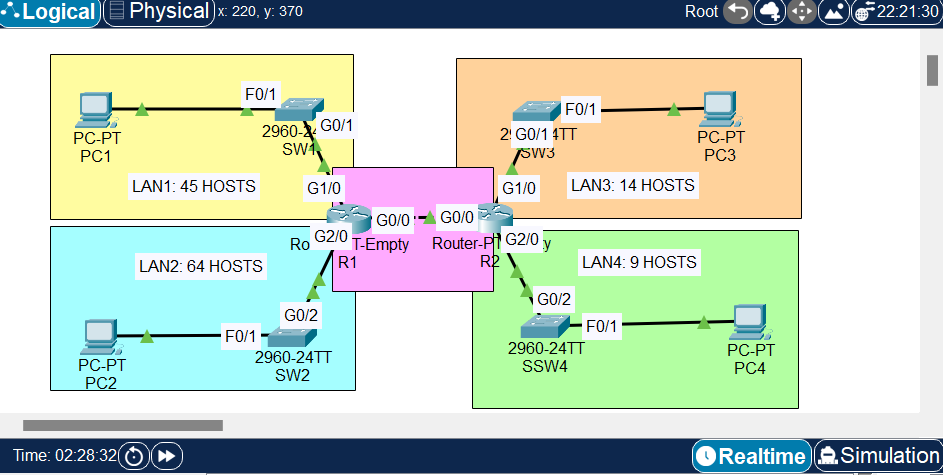 Logical Physical x: 220, y: 370 Root 22:21:30
F0/1
PC-PT
PC1
2960-24
SW1
G0/1
LAN1: 45 HOSTS
G1/0
F0/1
G0/1
4TT
SW3
PC-PT
PC3
G1/0
LAN3: 14 HOSTS
G0/0
G0/0
Ro
G2/0
T-Empty
R1
Router-PT
G2/0
R2
LAN2: 64 HOSTS
LAN4: 9 HOSTS
G0/2
F0/1
2960-24TT
SW2
PC-PT
PC2
G0/2
F0/1
2960-24TT
SSW4
PC-PT
PC4
Time: 02:28:32 Realtime Simulation